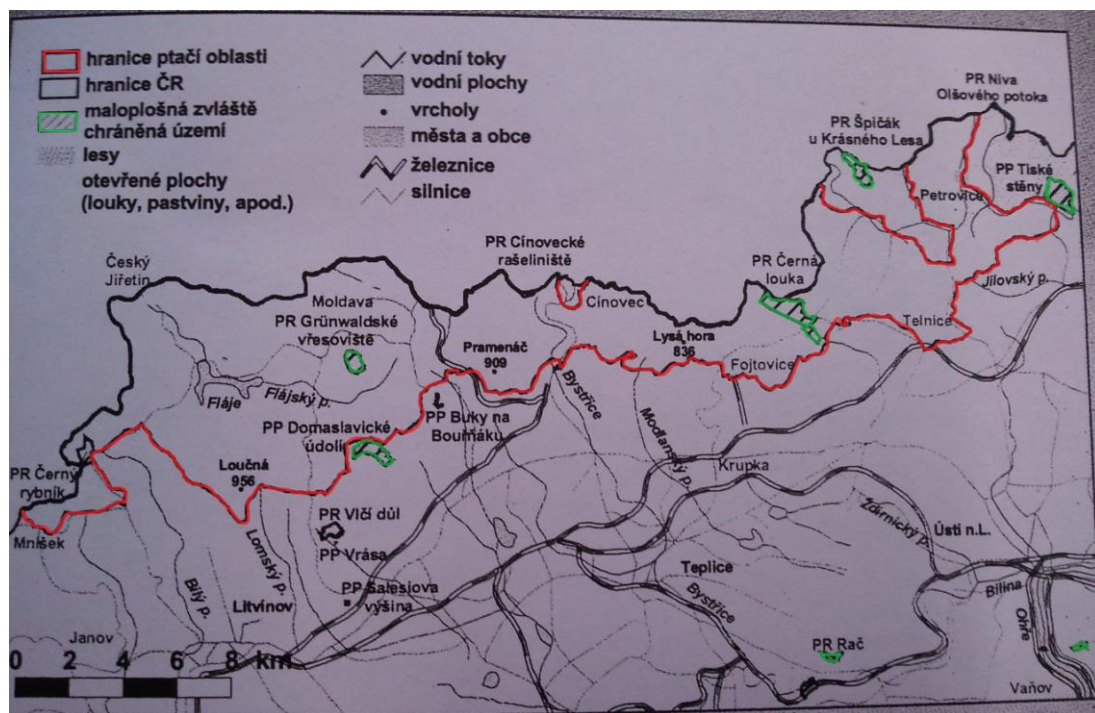 hranice ptačí oblasti
hranice ČR
maloplošná zvláště
chráněná území
lesy
otevřené plochy
(louky, pastviny, apod.)
vodní toky
vodní plochy
vrcholy
města a obce
železnice
silnice
PR Niva
Olšového potoka
PR Špičák
u Krásného Lesa
PP Tiské
stěny
Petrovice
Český
Jiřetín
PR Cínovecké
rašeliniště
PR Černá
louka
Jílovský p.
Moldava
Cínovec
PR Grünwaldské
vřesoviště
Pramenáč
909
Lysá hora
836
Telnice
Fojtovice
Fláje
Flájský p.
Bystřice
PP Buky na
Bouřňáku
PP Domaslavické
údolí
Modlanský p.
PR Černý
rybník
Loučná
956
Krupka
Mníšek
PR Vlčí důl
PP Vrása
Ždírnický p.
Ústí n.L.
Bílý p.
Lomský p.
Litvínov
PP Salesiova
výšina
Teplice
Bystřice
Bílina
Ohře
Janov
PR Rač
Vaňov
0 2 4 6 8 km